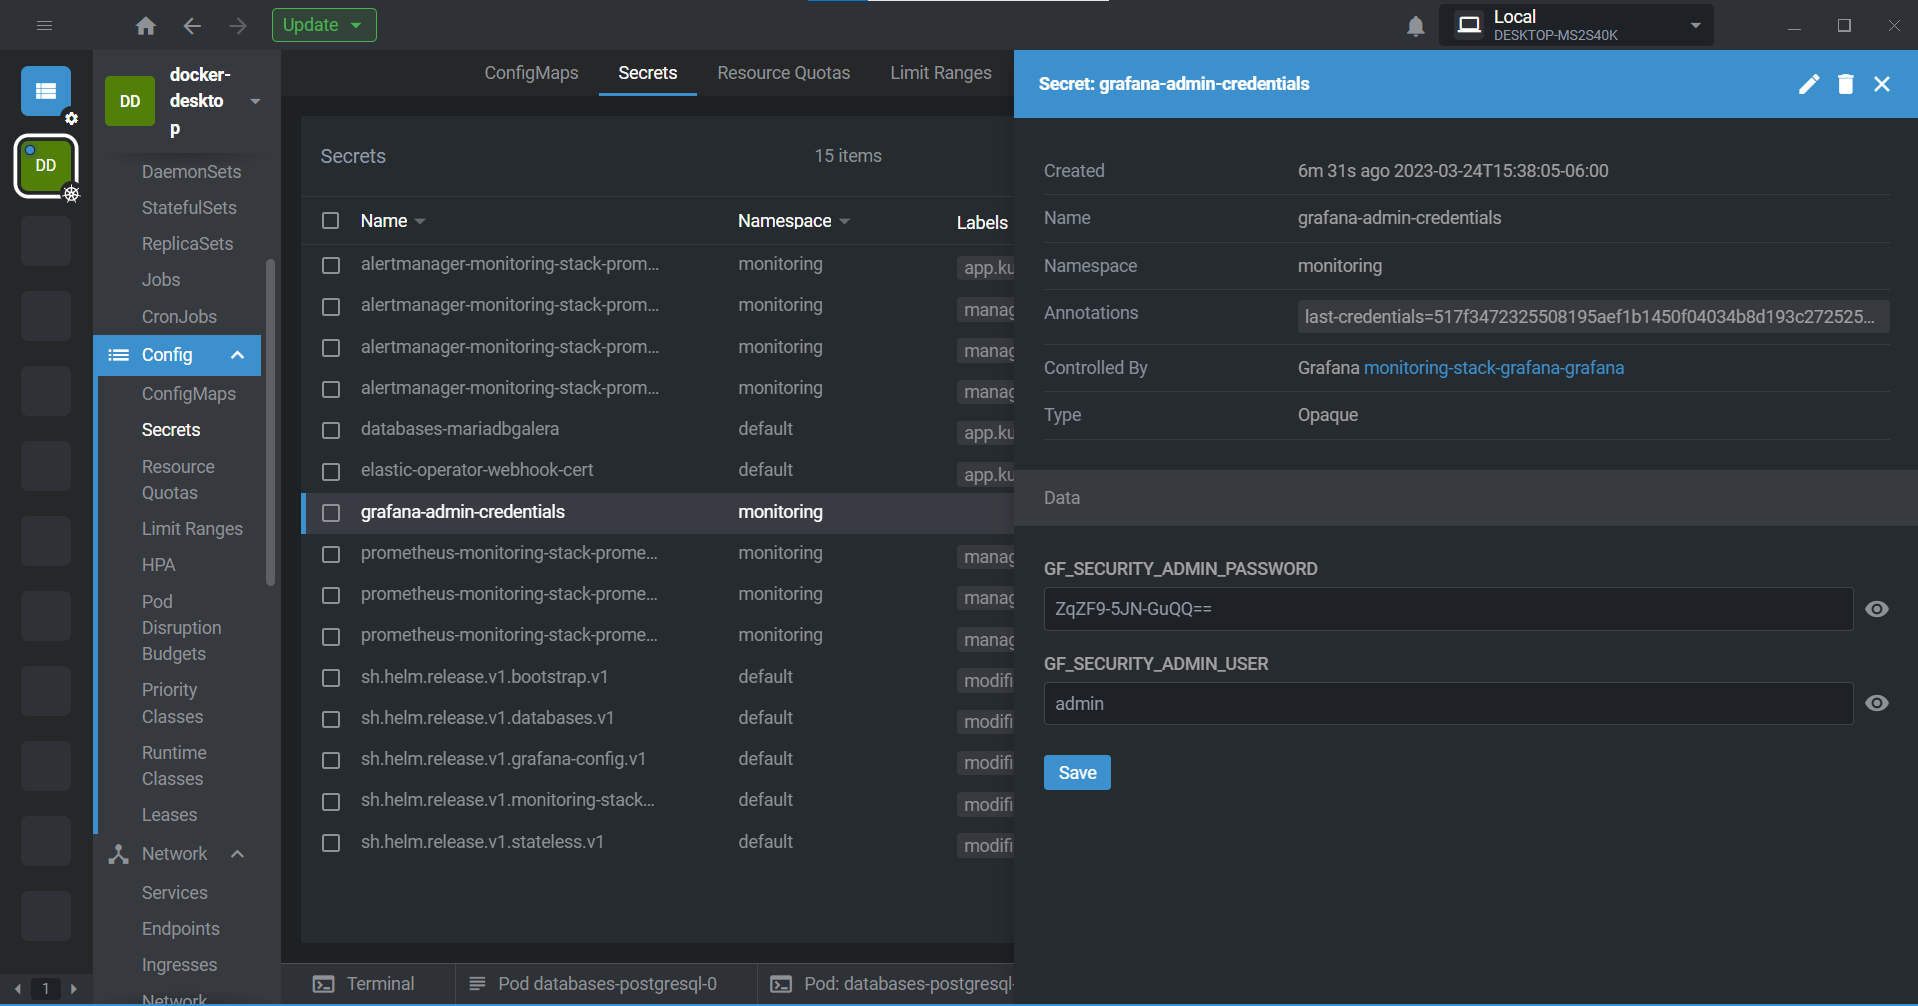 Update
Local
DESKTOP-MS2S40K
DD
docker-
deskto
p
DD
DaemonSets
StatefulSets
ReplicaSets
Jobs
CronJobs
Config
ConfigMaps
Secrets
Resource
Quotas
Limit Ranges
HPA
Pod
Disruption
Budgets
Priority
Classes
Runtime
Classes
Leases
Network
Services
Endpoints
Ingresses
Network
1
ConfigMaps Secrets Resource Quotas Limit Ranges
Secrets 15 items
Name Namespace Labels
alertmanager-monitoring-stack-prom... monitoring app.ku
alertmanager-monitoring-stack-prom... monitoring manag
alertmanager-monitoring-stack-prom... monitoring manag
alertmanager-monitoring-stack-prom... monitoring manag
databases-mariadbgalera default app.ku
elastic-operator-webhook-cert default app.ku
grafana-admin-credentials monitoring
prometheus-monitoring-stack-prome... monitoring manag
prometheus-monitoring-stack-prome... monitoring manag
prometheus-monitoring-stack-prome... monitoring manag
sh.helm.release.v1.bootstrap.v1 default modifi
sh.helm.release.v1.databases.v1 default modifi
sh.helm.release.v1.grafana-config.v1 default modifi
sh.helm.release.v1.monitoring-stack... default modifi
sh.helm.release.v1.stateless.v1 default modifi
Terminal Pod databases-postgresql-0 Pod: databases-postgresql-
Secret: grafana-admin-credentials
Created 6m 31s ago 2023-03-24T15:38:05-06:00
Name grafana-admin-credentials
Namespace monitoring
Annotations last-credentials=517f3472325508195aef1b1450f04034b8d193c272525...
Controlled By Grafana monitoring-stack-grafana-grafana
Type Opaque
Data
GF_SECURITY_ADMIN_PASSWORD
ZqZF9-5JN-GuQQ==
GF_SECURITY_ADMIN_USER
admin
Save